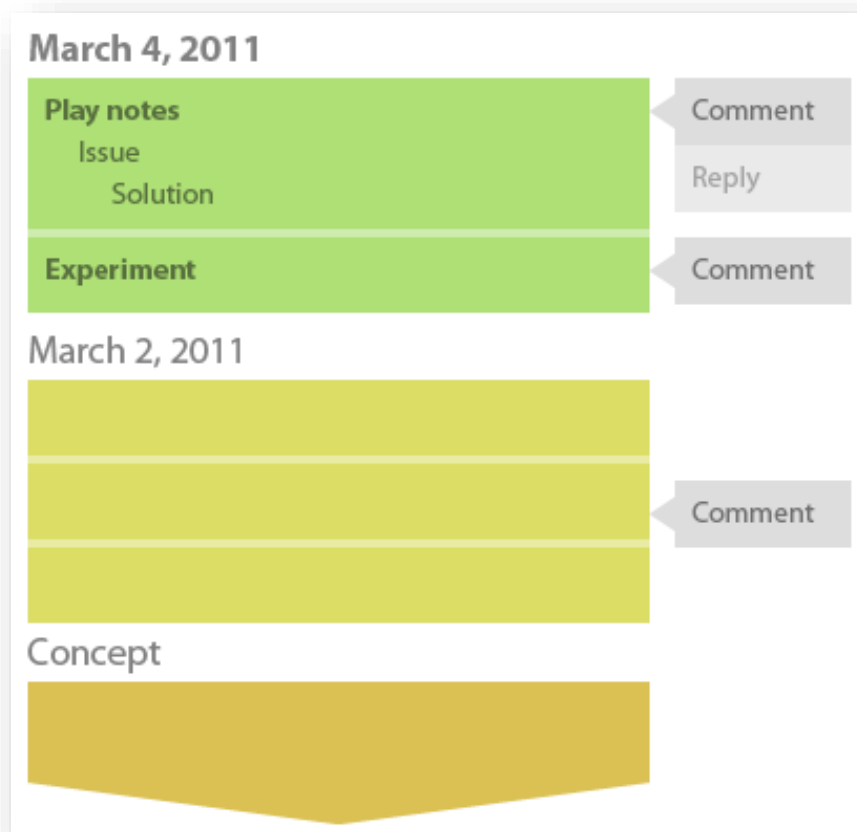 March 4, 2011
Play notes
Issue
Solution
Comment
Reply
Experiment
Comment
March 2, 2011
Comment
Concept